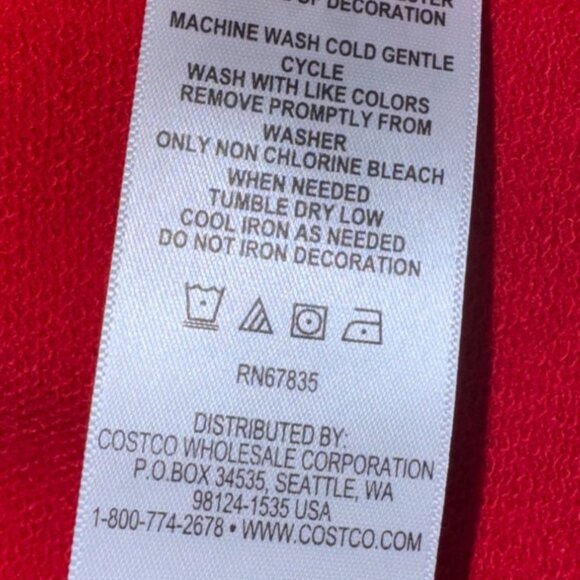 OF DECORATION
MACHINE WASH COLD GENTLE
CYCLE
WASH WITH LIKE COLORS
REMOVE PROMPTLY FROM
WASHER
ONLY NON CHLORINE BLEACH
WHEN NEEDED
TUMBLE DRY LOW
COOL IRON AS NEEDED
DO NOT IRON DECORATION
RN67835
DISTRIBUTED BY:
COSTCO WHOLESALE CORPORATION
P.O.BOX 34535, SEATTLE, WA
98124-1535 USA
1-800-774-2678 • WWW.COSTCO.COM